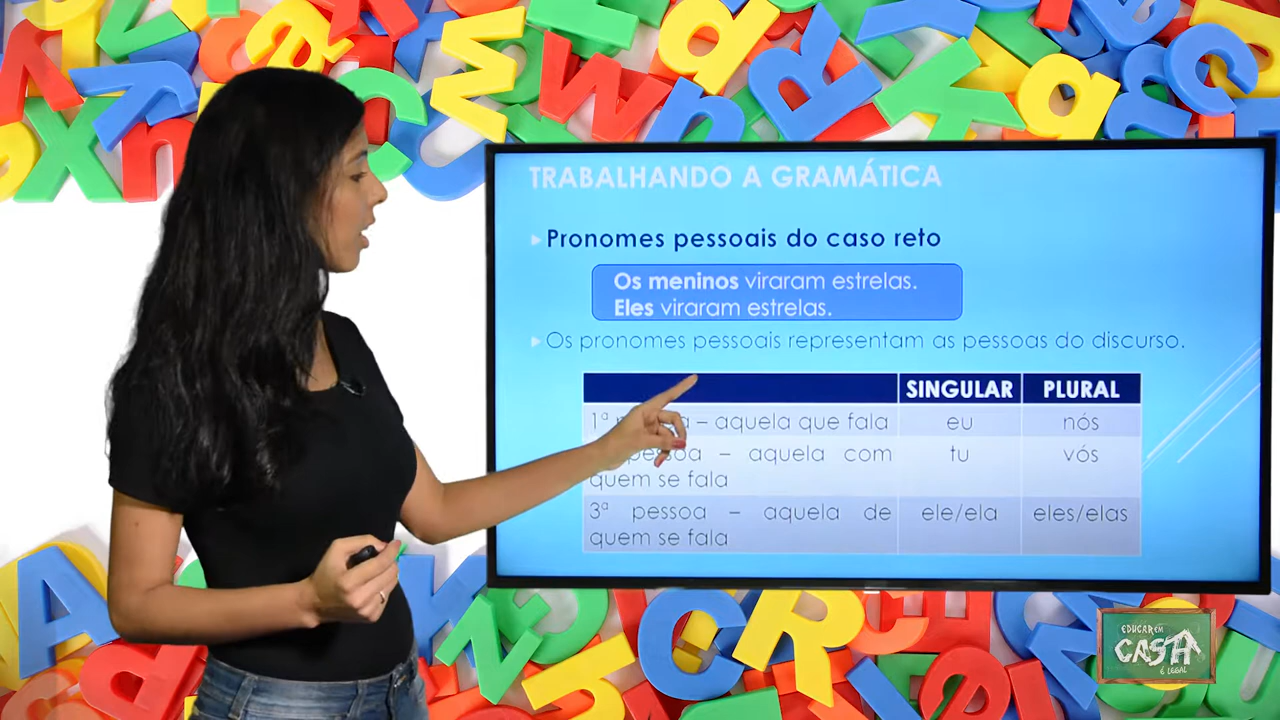 TRABALHANDO A GRAMÁTICA
Pronomes pessoais do caso reto
Os meninos viraram estrelas.
Eles viraram estrelas.
Os pronomes pessoais representam as pessoas do discurso.
SINGULAR PLURAL
1ª – aquela que fala eu nós
pessoa – aquela com tu vós
quem se fala
3ª pessoa – aquela de ele/ela eles/elas
quem se fala
EDUCAR EM
CASA
É LEGAL